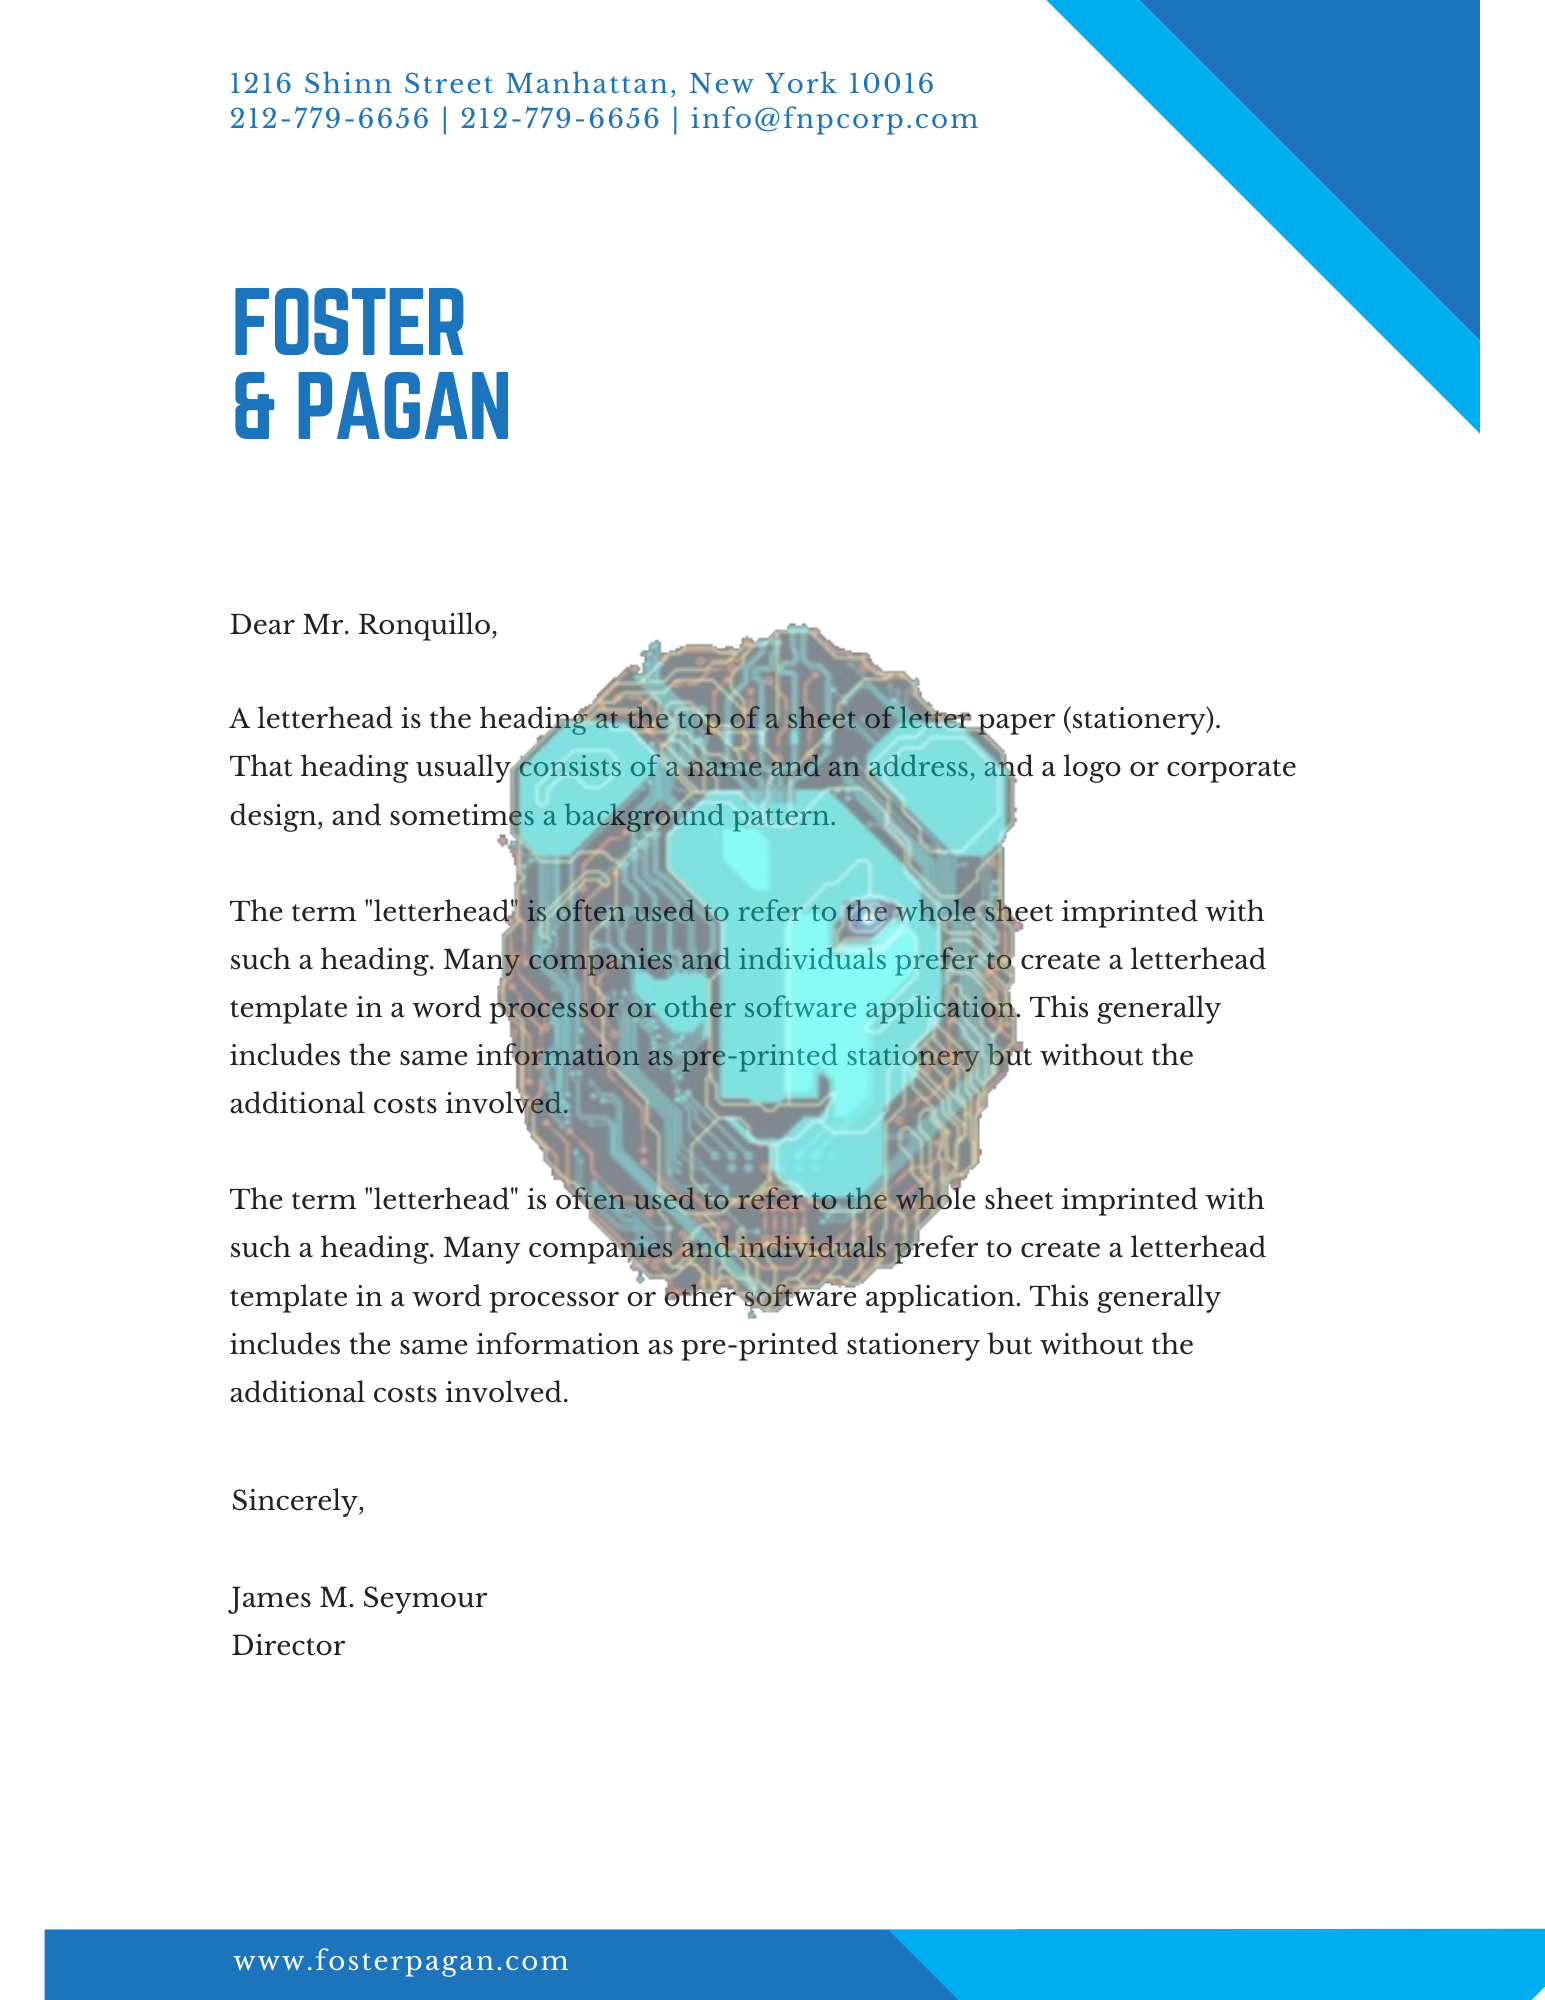 1216 Shinn Street Manhattan, New York 10016
212-779-6656 | 212-779-6656 | info@fnpcorp.com
FOSTER
& PAGAN
Dear Mr. Ronquillo,
A letterhead is the heading at the top of a sheet of letter paper (stationery).
That heading usually consists of a name and an address, and a logo or corporate
design, and sometimes a background pattern.
The term "letterhead" is often used to refer to the whole sheet imprinted with
such a heading. Many companies and individuals prefer to create a letterhead
template in a word processor or other software application. This generally
includes the same information as pre-printed stationery but without the
additional costs involved.
The term "letterhead" is often used to refer to the whole sheet imprinted with
such a heading. Many companies and individuals prefer to create a letterhead
template in a word processor or other software application. This generally
includes the same information as pre-printed stationery but without the
additional costs involved.
Sincerely,
James M. Seymour
Director
www.fosterpagan.com